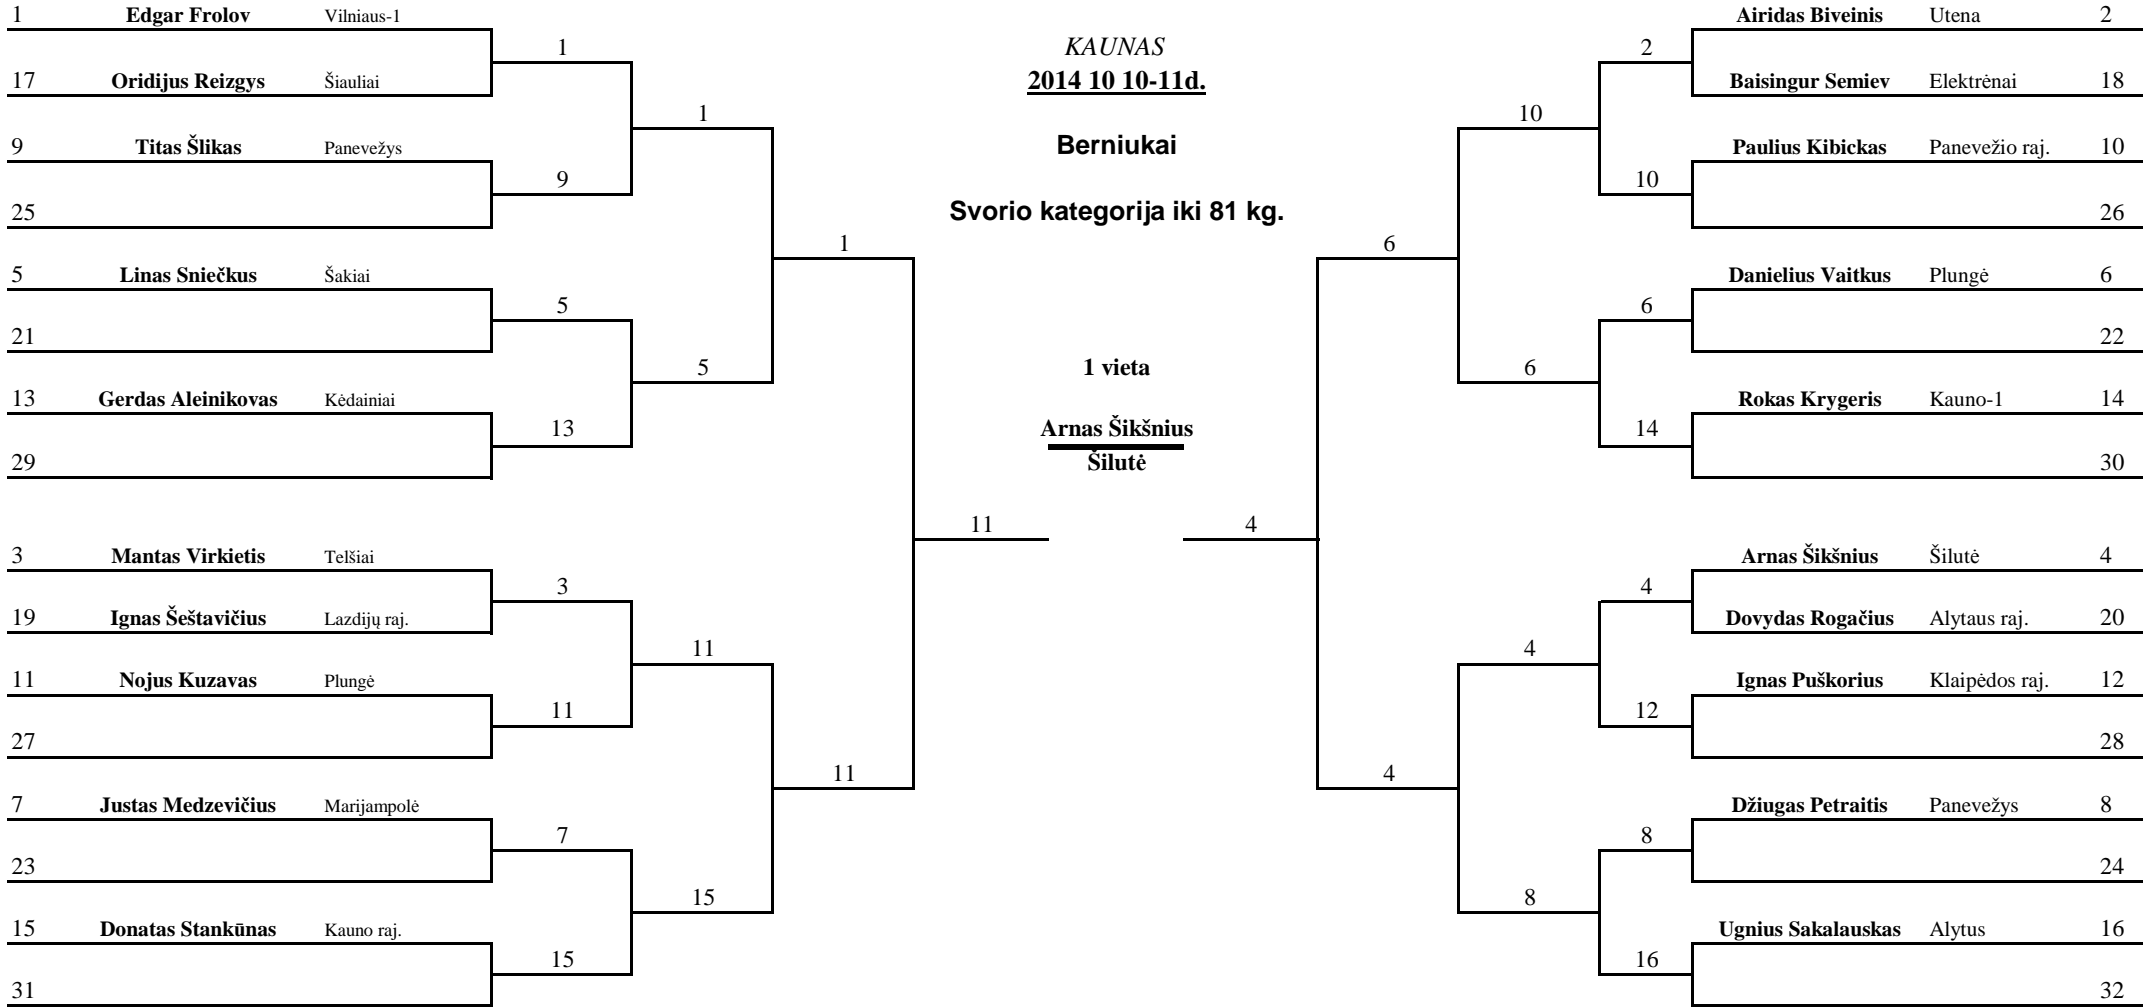 1 Edgar Frolov Vilniaus-1
1
17 Oridijus Reizgys Šiauliai
1
9 Titas Šlikas Panevežys
9
25
1
5 Linas Sniečkus Šakiai
5
21
5
13 Gerdas Aleinikovas Kėdainiai
13
29
11
3 Mantas Virkietis Telšiai
3
19 Ignas Šeštavičius Lazdijų raj.
11
11 Nojus Kuzavas Plungė
11
27
11
7 Justas Medzevičius Marijampolė
7
23
15
15 Donatas Stankūnas Kauno raj.
15
31
KAUNAS
2014 10 10-11d.
Berniukai
Svorio kategorija iki 81 kg.
1 vieta
Arnas Šikšnius
Šilutė
Airidas Biveinis Utena 2
2
Baisingur Semiev Elektrėnai 18
10
Paulius Kibickas Panevežio raj. 10
10
26
6
Danielius Vaitkus Plungė 6
6
22
6
Rokas Krygeris Kauno-1 14
14
30
4
Arnas Šikšnius Šilutė 4
4
Dovydas Rogačius Alytaus raj. 20
4
Ignas Puškorius Klaipėdos raj. 12
12
28
4
Džiugas Petraitis Panevežys 8
8
24
8
Ugnius Sakalauskas Alytus 16
16
32